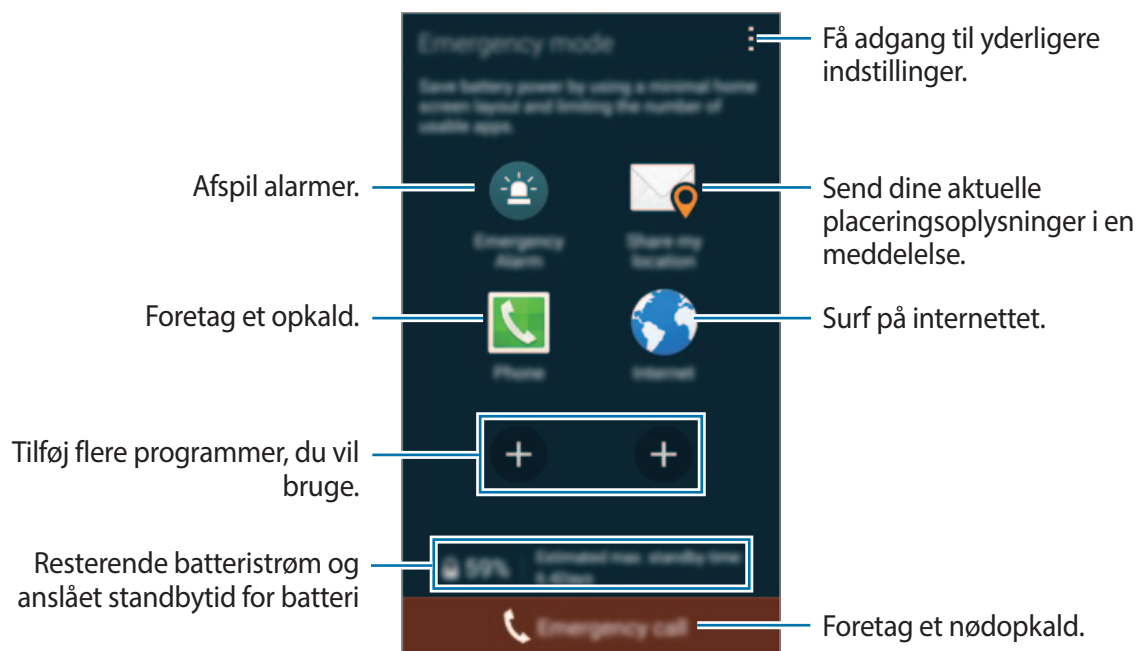 Emergency mode
Få adgang til yderligere
indstillinger.
Save battery power by using a minimal home
screen layout and limiting the number of
usable apps.
Afspil alarmer.
Send dine aktuelle
placeringsoplysninger i en
meddelelse.
Emergency
Alarm
Share my
location
Foretag et opkald.
Surf på internettet.
Phone
Internet
Tilføj flere programmer, du vil
bruge.
Resterende batteristrøm og
anslået standbytid for batteri
59%
Estimated max. standby time
Emergency call
Foretag et nødopkald.